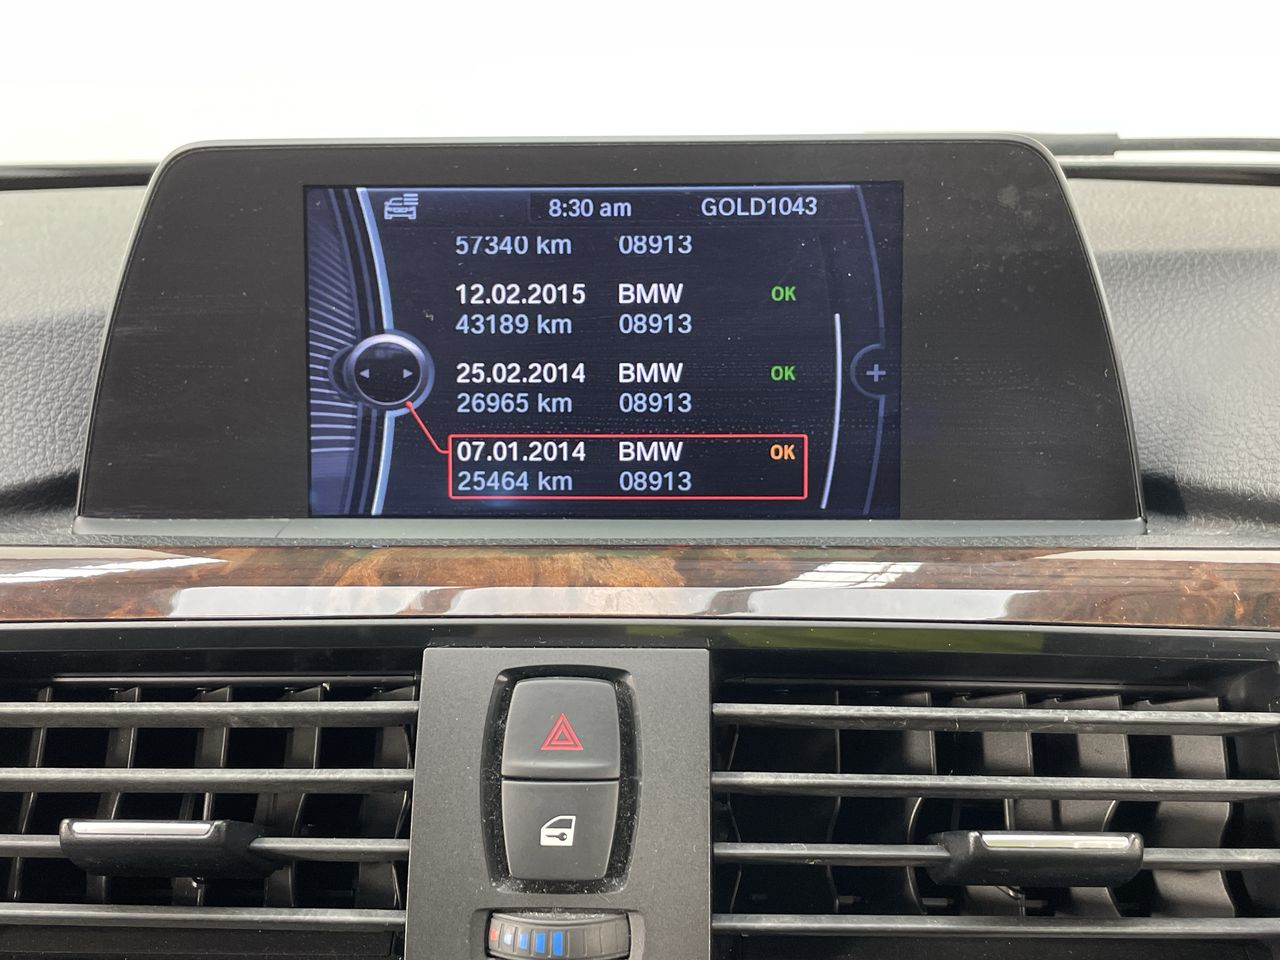 8:30 am GOLD1043
57340 km 08913
12.02.2015 BMW OK
43189 km 08913
25.02.2014 BMW OK
26965 km 08913
07.01.2014 BMW OK
25464 km 08913